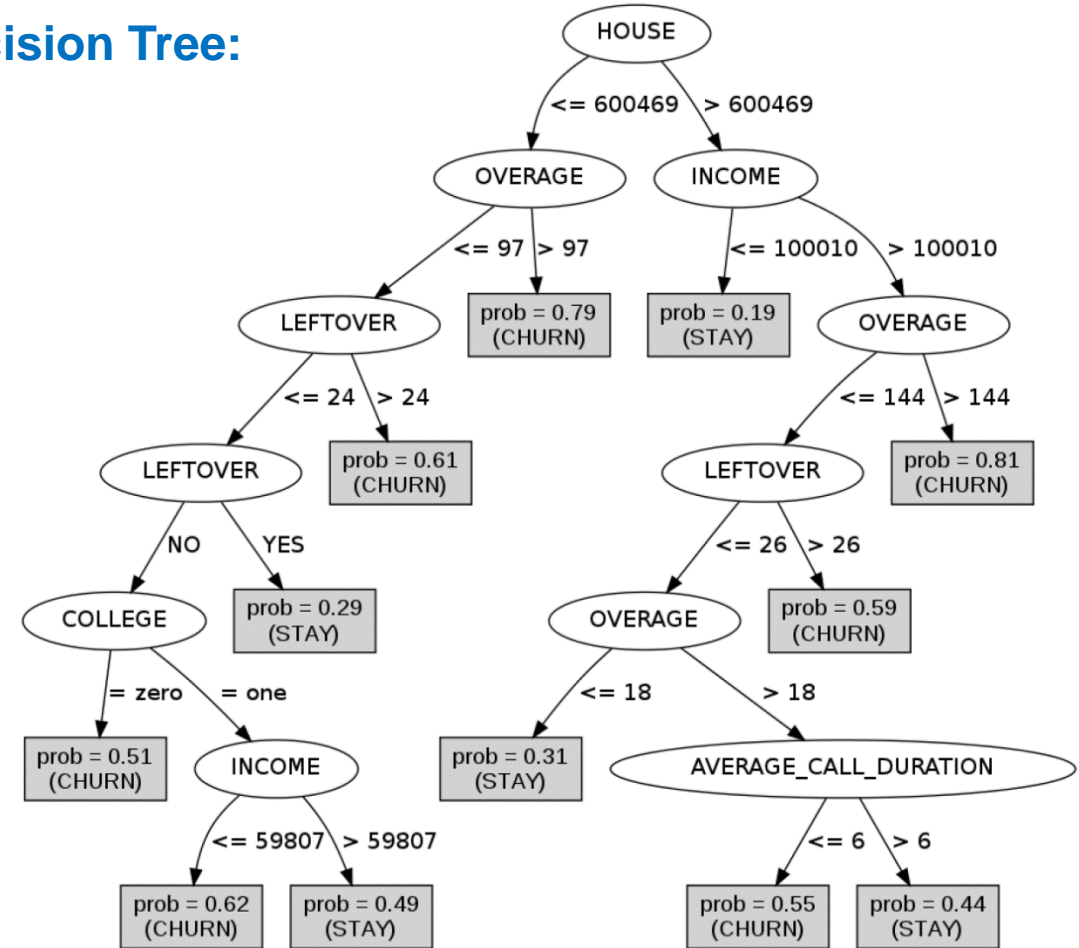 cision Tree:
HOUSE
<= 600469 > 600469
OVERAGE INCOME
<= 97 > 97 <= 100010 > 100010
LEFTOVER
prob = 0.79
(CHURN)
prob = 0.19
(STAY)
OVERAGE
<= 24 > 24 <= 144 > 144
LEFTOVER
prob = 0.61
(CHURN)
LEFTOVER
prob = 0.81
(CHURN)
NO YES <= 26 > 26
COLLEGE
prob = 0.29
(STAY)
OVERAGE
prob = 0.59
(CHURN)
= zero = one <= 18 > 18
prob = 0.51
(CHURN)
INCOME
prob = 0.31
(STAY)
AVERAGE_CALL_DURATION
<= 59807 > 59807 <= 6 > 6
prob = 0.62
(CHURN)
prob = 0.49
(STAY)
prob = 0.55
(CHURN)
prob = 0.44
(STAY)